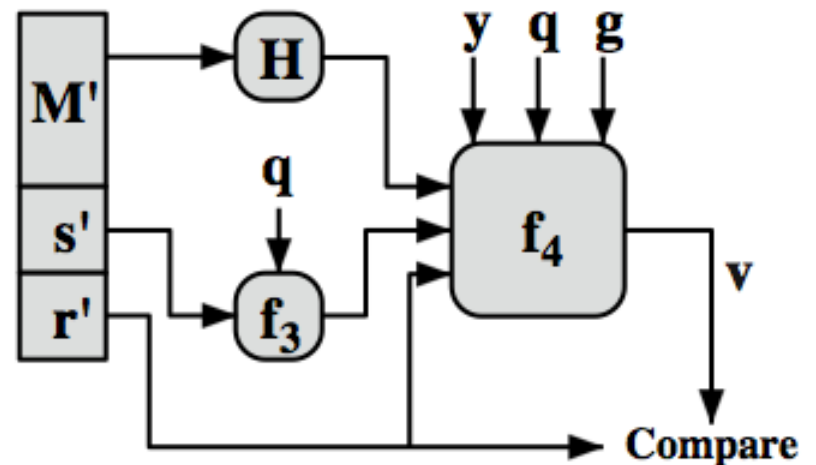 y q g
M' H
q
s' f4
v
r' f3
Compare